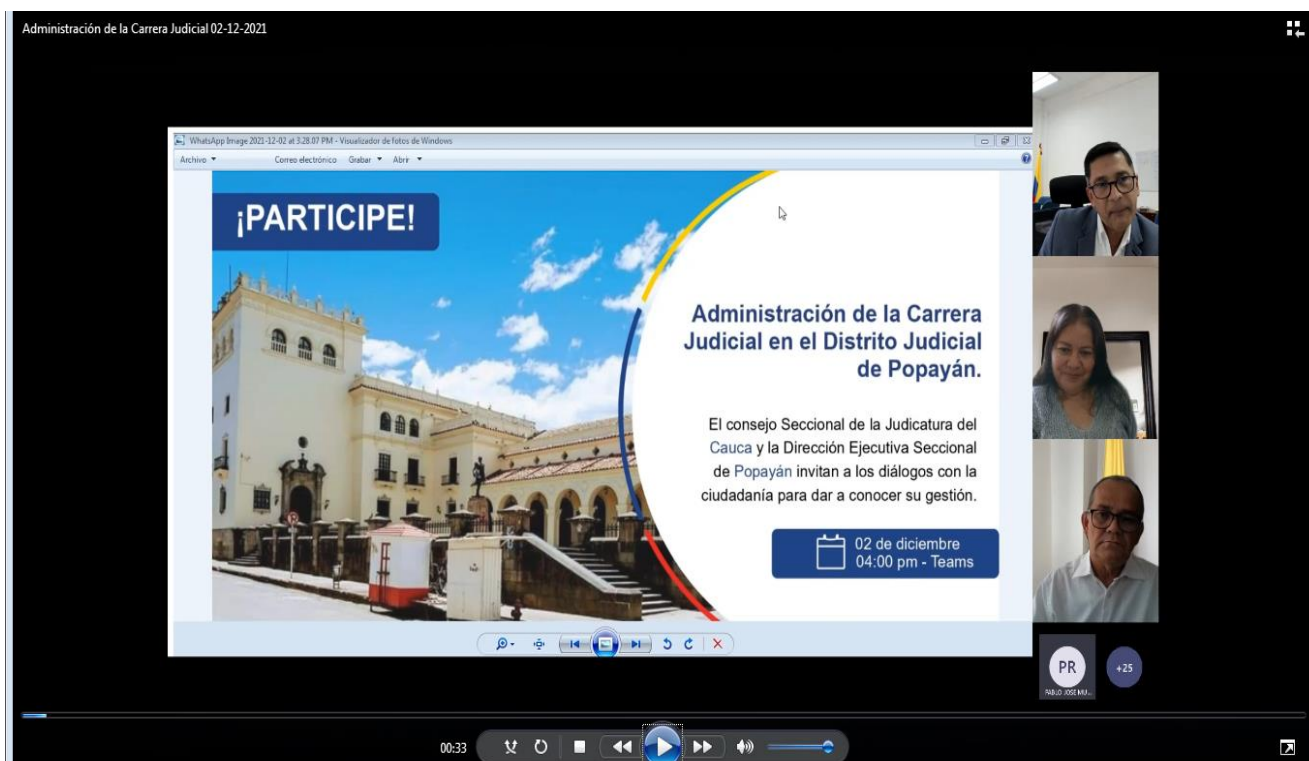 Administración de la Carrera Judicial 02-12-2021
WhatsApp Image 2021-12-02 at 3.28.07 PM - Visualizador de fotos de Windows
Archivo Correo electrónico Grabar Abrir
¡PARTICIPE!
Administración de la Carrera
Judicial en el Distrito Judicial
de Popayán.
El consejo Seccional de la Judicatura del
Cauca y la Dirección Ejecutiva Seccional
de Popayán invitan a los diálogos con la
ciudadanía para dar a conocer su gestión.
02 de diciembre
04:00 pm - Teams
PR
+25
PABLO JOSE MU...
00:33